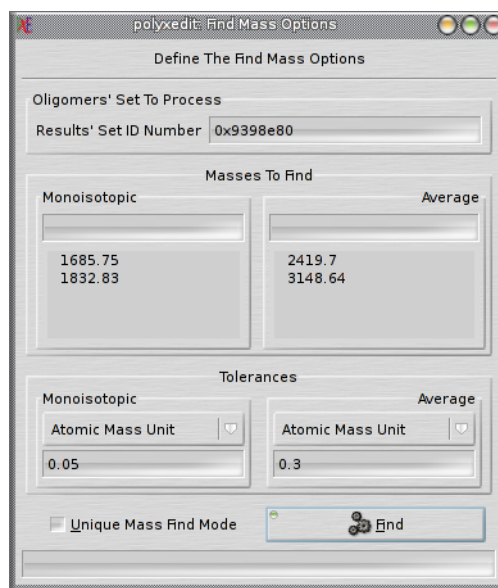 polyxedit: Find Mass Options
Define The Find Mass Options
Oligomers' Set To Process
Results' Set ID Number 0x9398e80
Masses To Find
Monoisotopic Average
1685.75 2419.7
1832.83 3148.64
Tolerances
Monoisotopic Average
Atomic Mass Unit Atomic Mass Unit
0.05 0.3
Unique Mass Find Mode Find